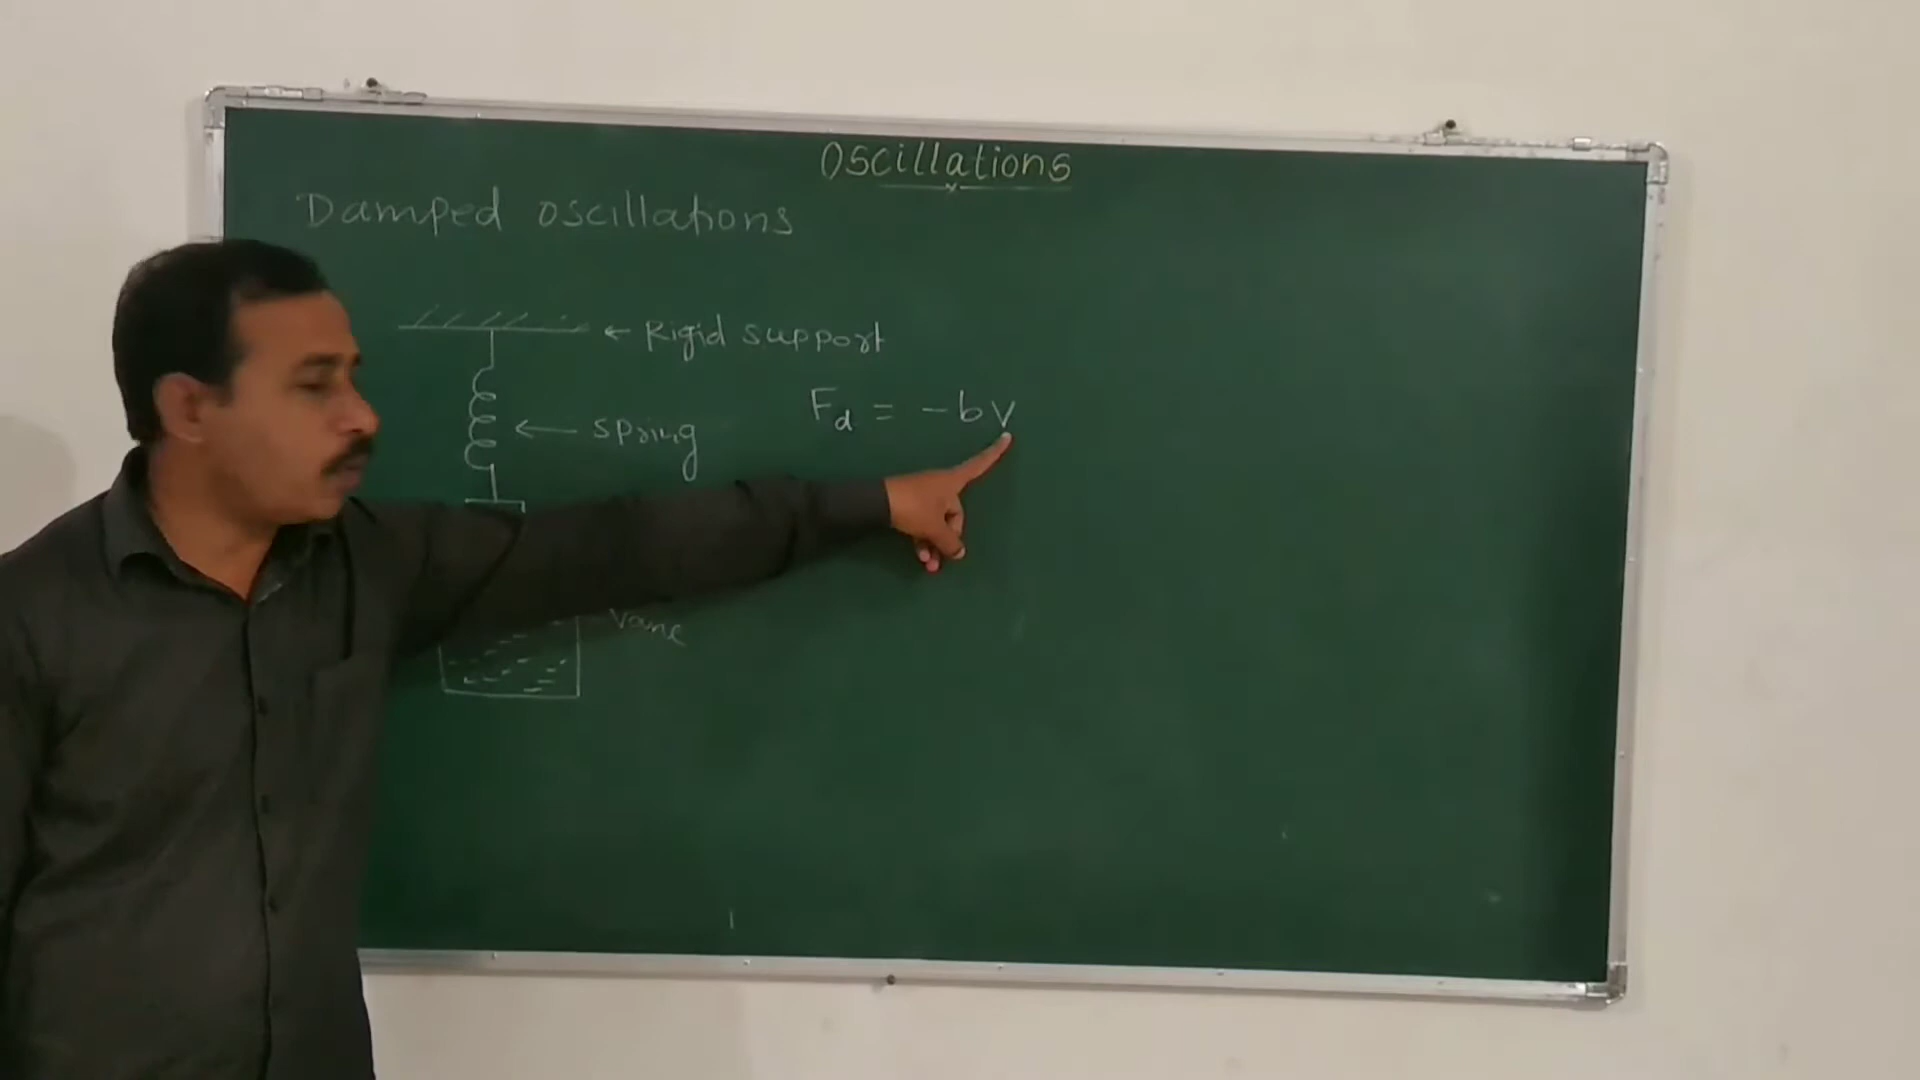 Oscillations
Damped oscillations
← Rigid support
Fd = -bv
← spring
vane